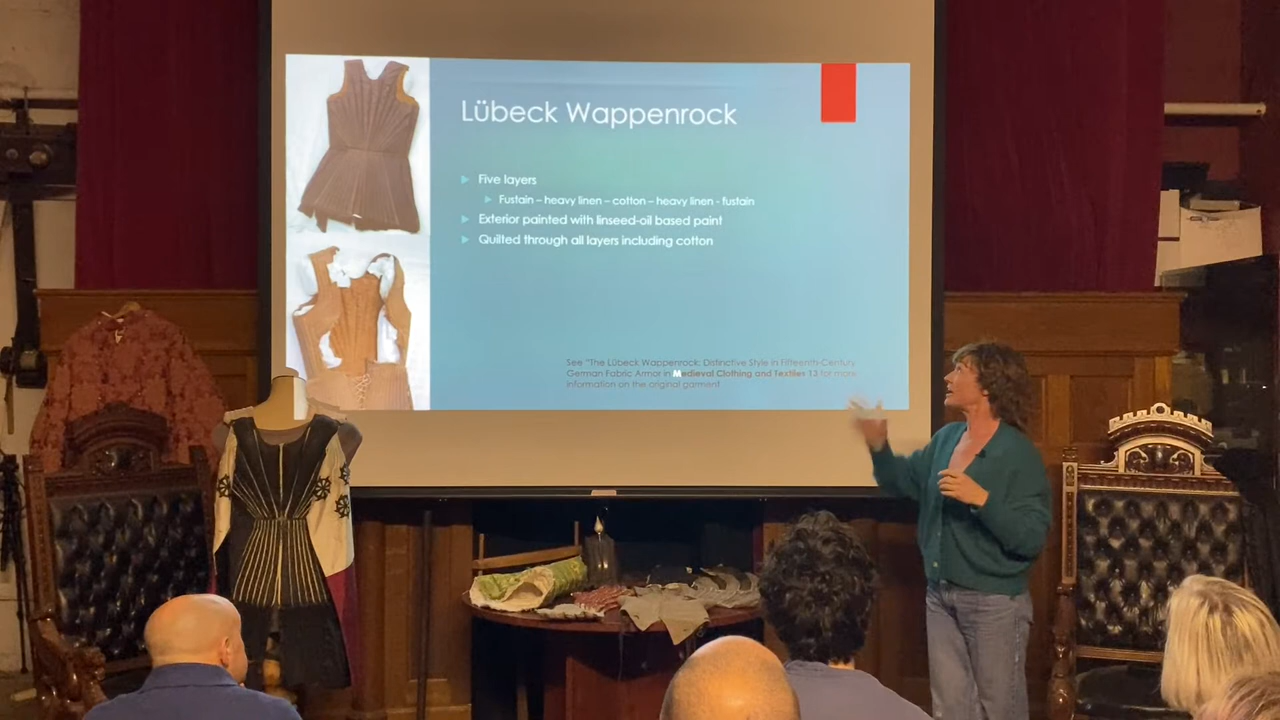 Lübeck Wappenrock
Five layers
Fustain – heavy linen – cotton – heavy linen - fustain
Exterior painted with linseed-oil based paint
Quilted through all layers including cotton
See "The Lübeck Wappenrock: Distinctive Style in Fifteenth-Century
German Fabric Armor in Medieval Clothing and Textiles 13 for more
information on the original garment